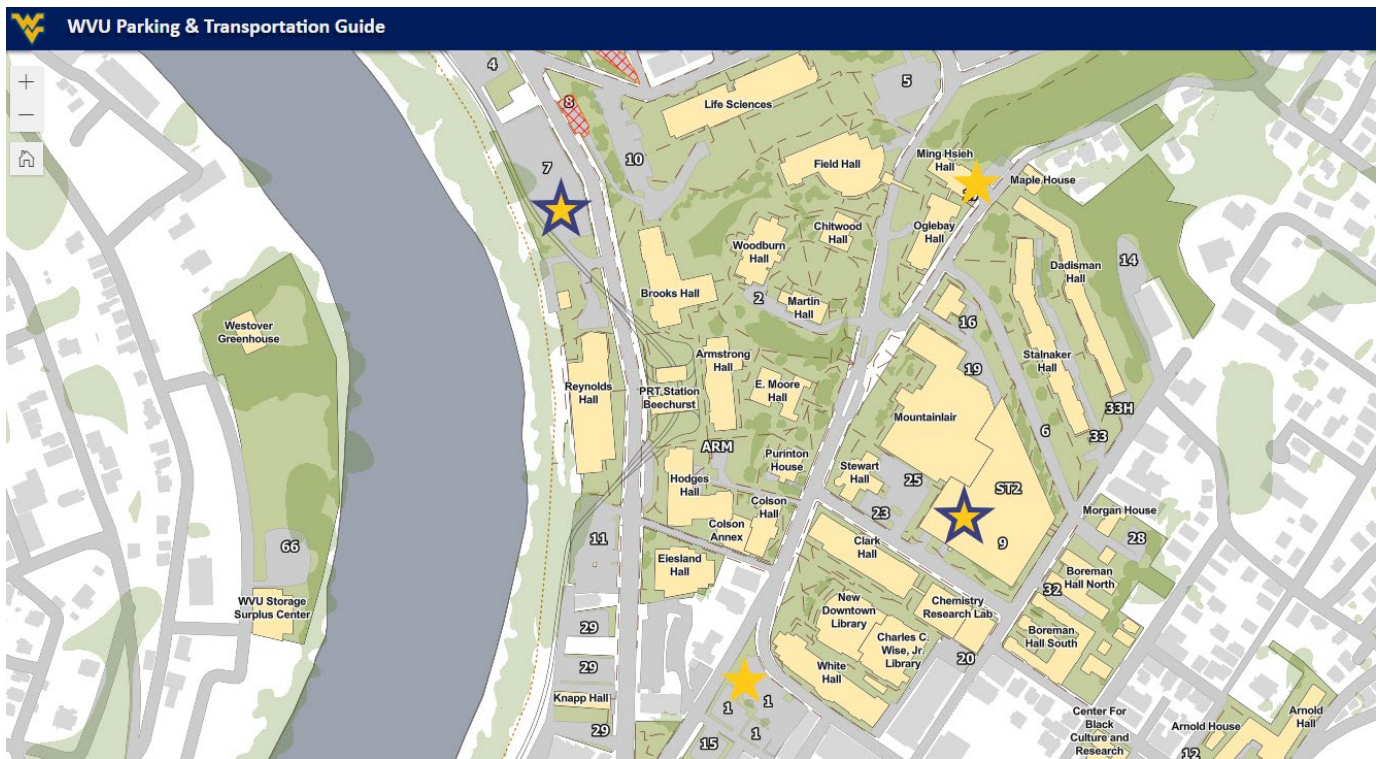 WVU Parking & Transportation Guide
+
−
4
8
5
Life Sciences
7
10
Field Hall
Ming Hsieh
Hall
Maple House
Chitwood
Hall
Oglebay
Hall
Woodburn
Hall
Dadisman
Hall
14
Brooks Hall
2
Martin
Hall
16
Westover
Greenhouse
Armstrong
Hall
Stalnaker
Hall
19
Reynolds
Hall
PRT Station
Beechurst
E. Moore
Hall
Mountainlair
33H
6
33
ARM
Purinton
House
Stewart
Hall
25
ST2
Hodges
Hall
Colson
Hall
23
Morgan House
Colson
Annex
11
Clark
Hall
9
28
66
Eiesland
Hall
Boreman
Hall North
32
WVU Storage
Surplus Center
New
Downtown
Library
Chemistry
Research Lab
29
Charles C.
Wise, Jr.
Library
Boreman
Hall South
20
29
White
Hall
Knapp Hall
1
1
29
1
15
Center For
Black
Culture and
Research
Arnold House
Arnold
Hall
12